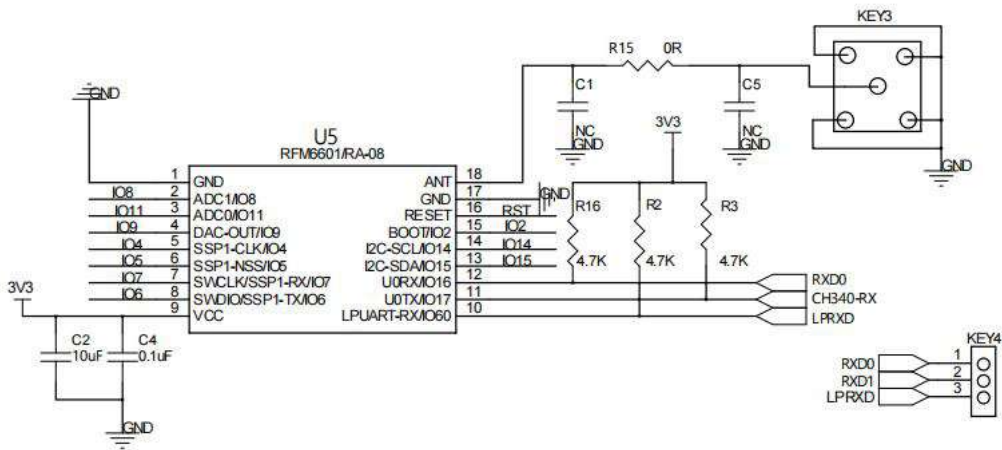 KEY3
R15 0R
C1
C5
NC
GND
NC
GND
GND
3V3
GND
U5
RFM6601/RA-08
1 GND
IO8 2 ADC1/IO8
IO11 3 ADC0/IO11
IO9 4 DAC-OUT/IO9
IO4 5 SSP1-CLK/IO4
IO5 6 SSP1-NSS/IO5
IO7 7 SWCLK/SSP1-RX/IO7
IO6 8 SWDIO/SSP1-TX/IO6
3V3 9 VCC
ANT 18
GND 17 GND
RESET 16 RST
BOOT/IO2 15 IO2
I2C-SCL/IO14 14 IO14
I2C-SDA/IO15 13 IO15
U0RX/IO16 12 RXD0
U0TX/IO17 11 CH340-RX
LPUART-RX/IO60 10 LPRXD
R16 R2 R3
4.7K 4.7K 4.7K
C2
10uF
C4
0.1uF
GND
KEY4
RXD0 1
RXD1 2
LPRXD 3